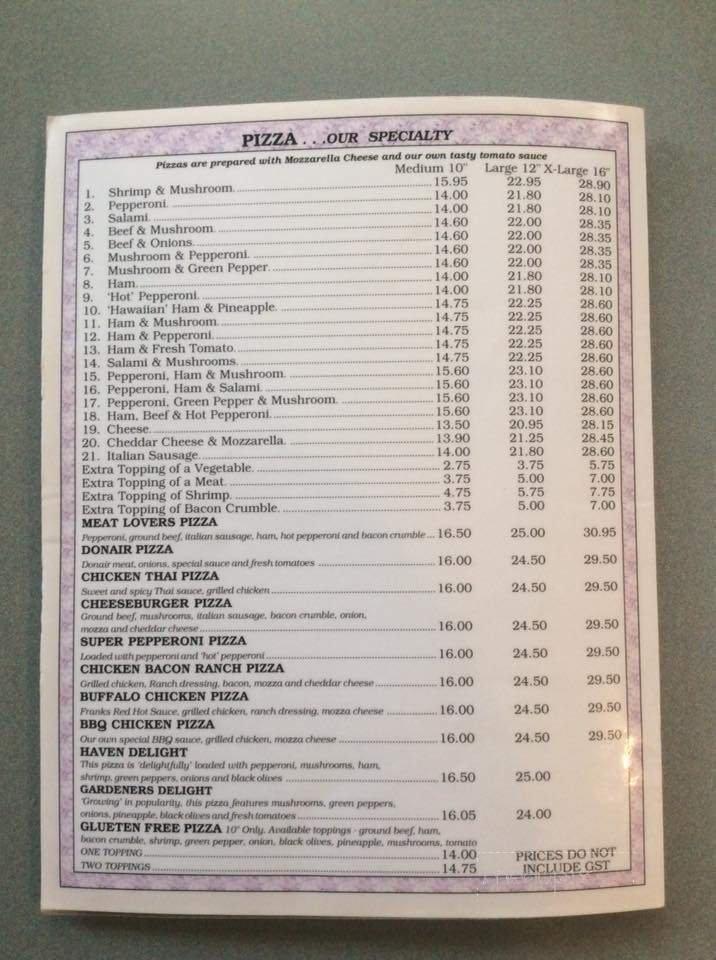 PIZZA . . .OUR SPECIALTY
Pizzas are prepared with Mozzarella Cheese and our own tasty tomato sauce
Medium 10" Large 12" X-Large 16"
1. Shrimp & Mushroom. 15.95 22.95 28.90
2. Pepperoni. 14.00 21.80 28.10
3. Salami. 14.00 21.80 28.10
4. Beef & Mushroom. 14.60 22.00 28.35
5. Beef & Onions. 14.60 22.00 28.35
6. Mushroom & Pepperoni. 14.60 22.00 28.35
7. Mushroom & Green Pepper. 14.60 22.00 28.35
8. Ham. 14.00 21.80 28.10
9. 'Hot' Pepperoni. 14.00 21.80 28.10
10. 'Hawaiian' Ham & Pineapple. 14.75 22.25 28.60
11. Ham & Mushroom. 14.75 22.25 28.60
12. Ham & Pepperoni. 14.75 22.25 28.60
13. Ham & Fresh Tomato. 14.75 22.25 28.60
14. Salami & Mushrooms. 14.75 22.25 28.60
15. Pepperoni, Ham & Mushroom. 15.60 23.10 28.60
16. Pepperoni, Ham & Salami. 15.60 23.10 28.60
17. Pepperoni, Green Pepper & Mushroom. 15.60 23.10 28.60
18. Ham, Beef & Hot Pepperoni. 15.60 23.10 28.60
19. Cheese. 13.50 20.95 28.15
20. Cheddar Cheese & Mozzarella. 13.90 21.25 28.45
21. Italian Sausage. 14.00 21.80 28.60
Extra Topping of a Vegetable. 2.75 3.75 5.75
Extra Topping of a Meat. 3.75 5.00 7.00
Extra Topping of Shrimp. 4.75 5.75 7.75
Extra Topping of Bacon Crumble. 3.75 5.00 7.00
MEAT LOVERS PIZZA
Pepperoni, ground beef, italian sausage, ham, hot pepperoni and bacon crumble... 16.50 25.00 30.95
DONAIR PIZZA
Donair meat, onions, special sauce and fresh tomatoes 16.00 24.50 29.50
CHICKEN THAI PIZZA
Sweet and spicy Thai sauce, grilled chicken 16.00 24.50 29.50
CHEESEBURGER PIZZA
Ground beef, mushrooms, italian sausage, bacon crumble, onion,
mozza and cheddar cheese 16.00 24.50 29.50
SUPER PEPPERONI PIZZA
Loaded with pepperoni and 'hot' pepperoni 16.00 24.50 29.50
CHICKEN BACON RANCH PIZZA
Grilled chicken, Ranch dressing, bacon, mozza and cheddar cheese 16.00 24.50 29.50
BUFFALO CHICKEN PIZZA
Franks Red Hot Sauce, grilled chicken, ranch dressing, mozza cheese 16.00 24.50 29.50
BBQ CHICKEN PIZZA
Our own special BBQ sauce, grilled chicken, mozza cheese 16.00 24.50 29.50
HAVEN DELIGHT
This pizza is 'delightfully' loaded with pepperoni, mushrooms, ham,
shrimp, green peppers, onions and black olives 16.50 25.00
GARDENERS DELIGHT
'Growing' in popularity, this pizza features mushrooms, green peppers,
onions, pineapple, black olives and fresh tomatoes 16.05 24.00
GLUETEN FREE PIZZA 10" Only. Available toppings - ground beef, ham,
bacon crumble, shrimp, green pepper, onion, black olives, pineapple, mushrooms, tomato
ONE TOPPING 14.00
TWO TOPPINGS 14.75
PRICES DO NOT
INCLUDE GST